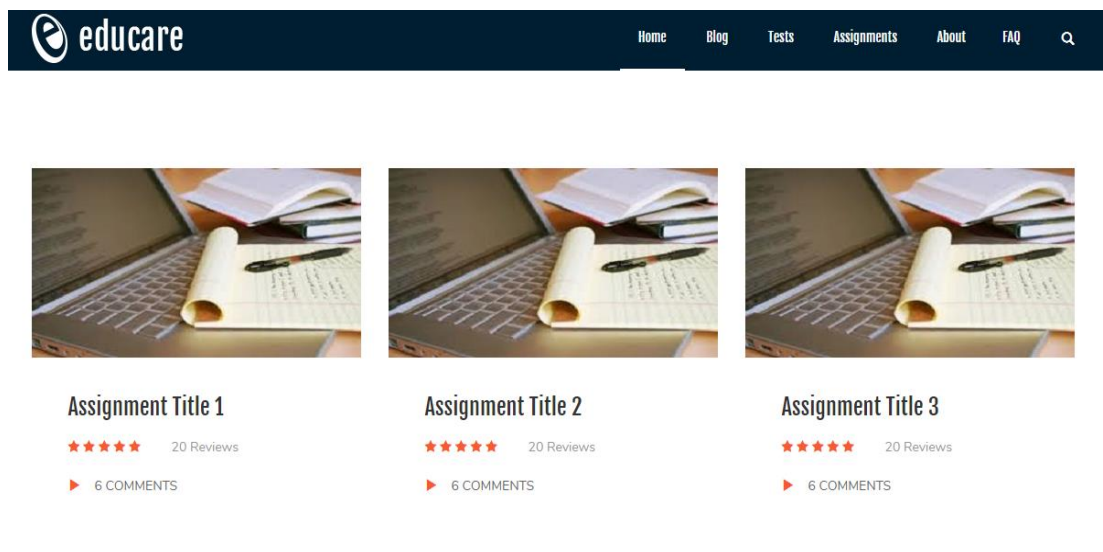 educare
Home Blog Tests Assignments About FAQ
Assignment Title 1
20 Reviews
6 COMMENTS
Assignment Title 2
20 Reviews
6 COMMENTS
Assignment Title 3
20 Reviews
6 COMMENTS